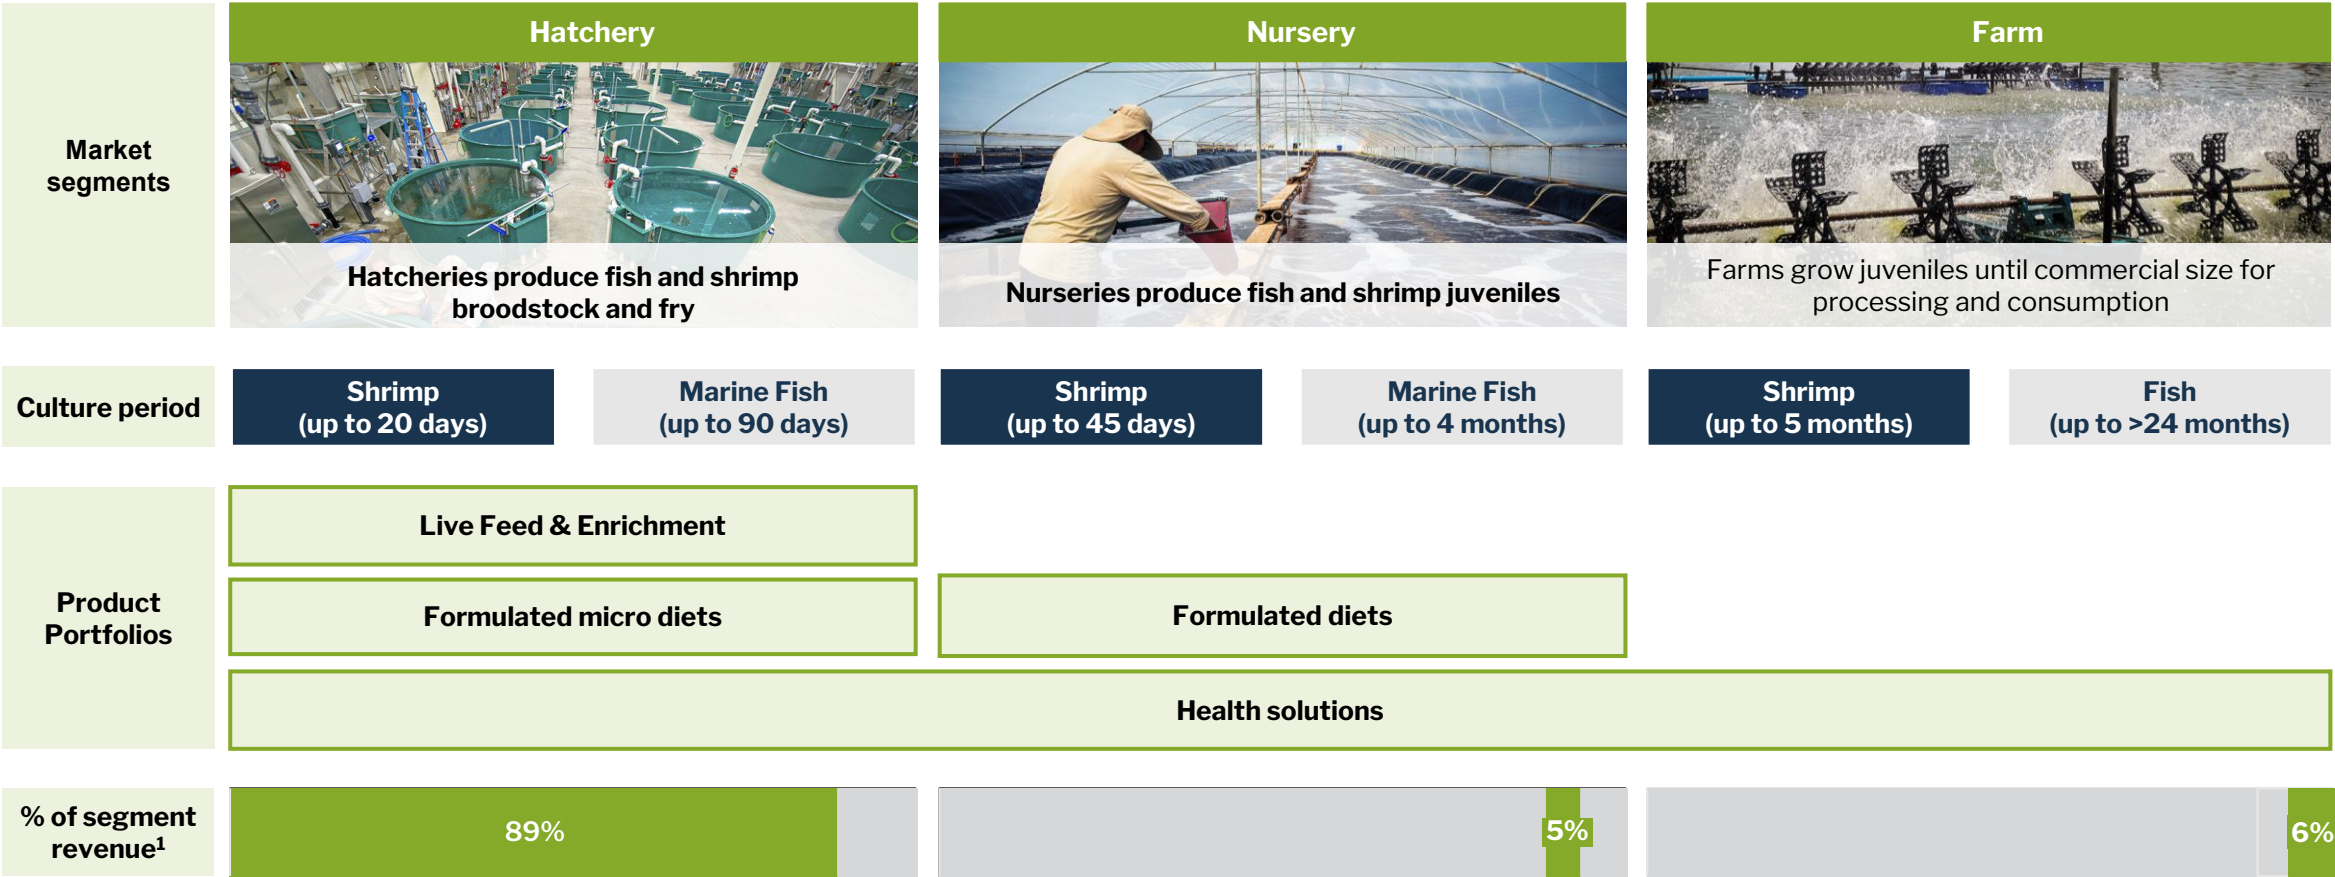 Hatchery
Nursery
Farm
Market
segments
Hatcheries produce fish and shrimp
broodstock and fry
Nurseries produce fish and shrimp juveniles
Farms grow juveniles until commercial size for
processing and consumption
Culture period
Shrimp
(up to 20 days)
Marine Fish
(up to 90 days)
Shrimp
(up to 45 days)
Marine Fish
(up to 4 months)
Shrimp
(up to 5 months)
Fish
(up to >24 months)
Product
Portfolios
Live Feed & Enrichment
Formulated micro diets
Formulated diets
Health solutions
% of segment
revenue¹
89%
5%
6%